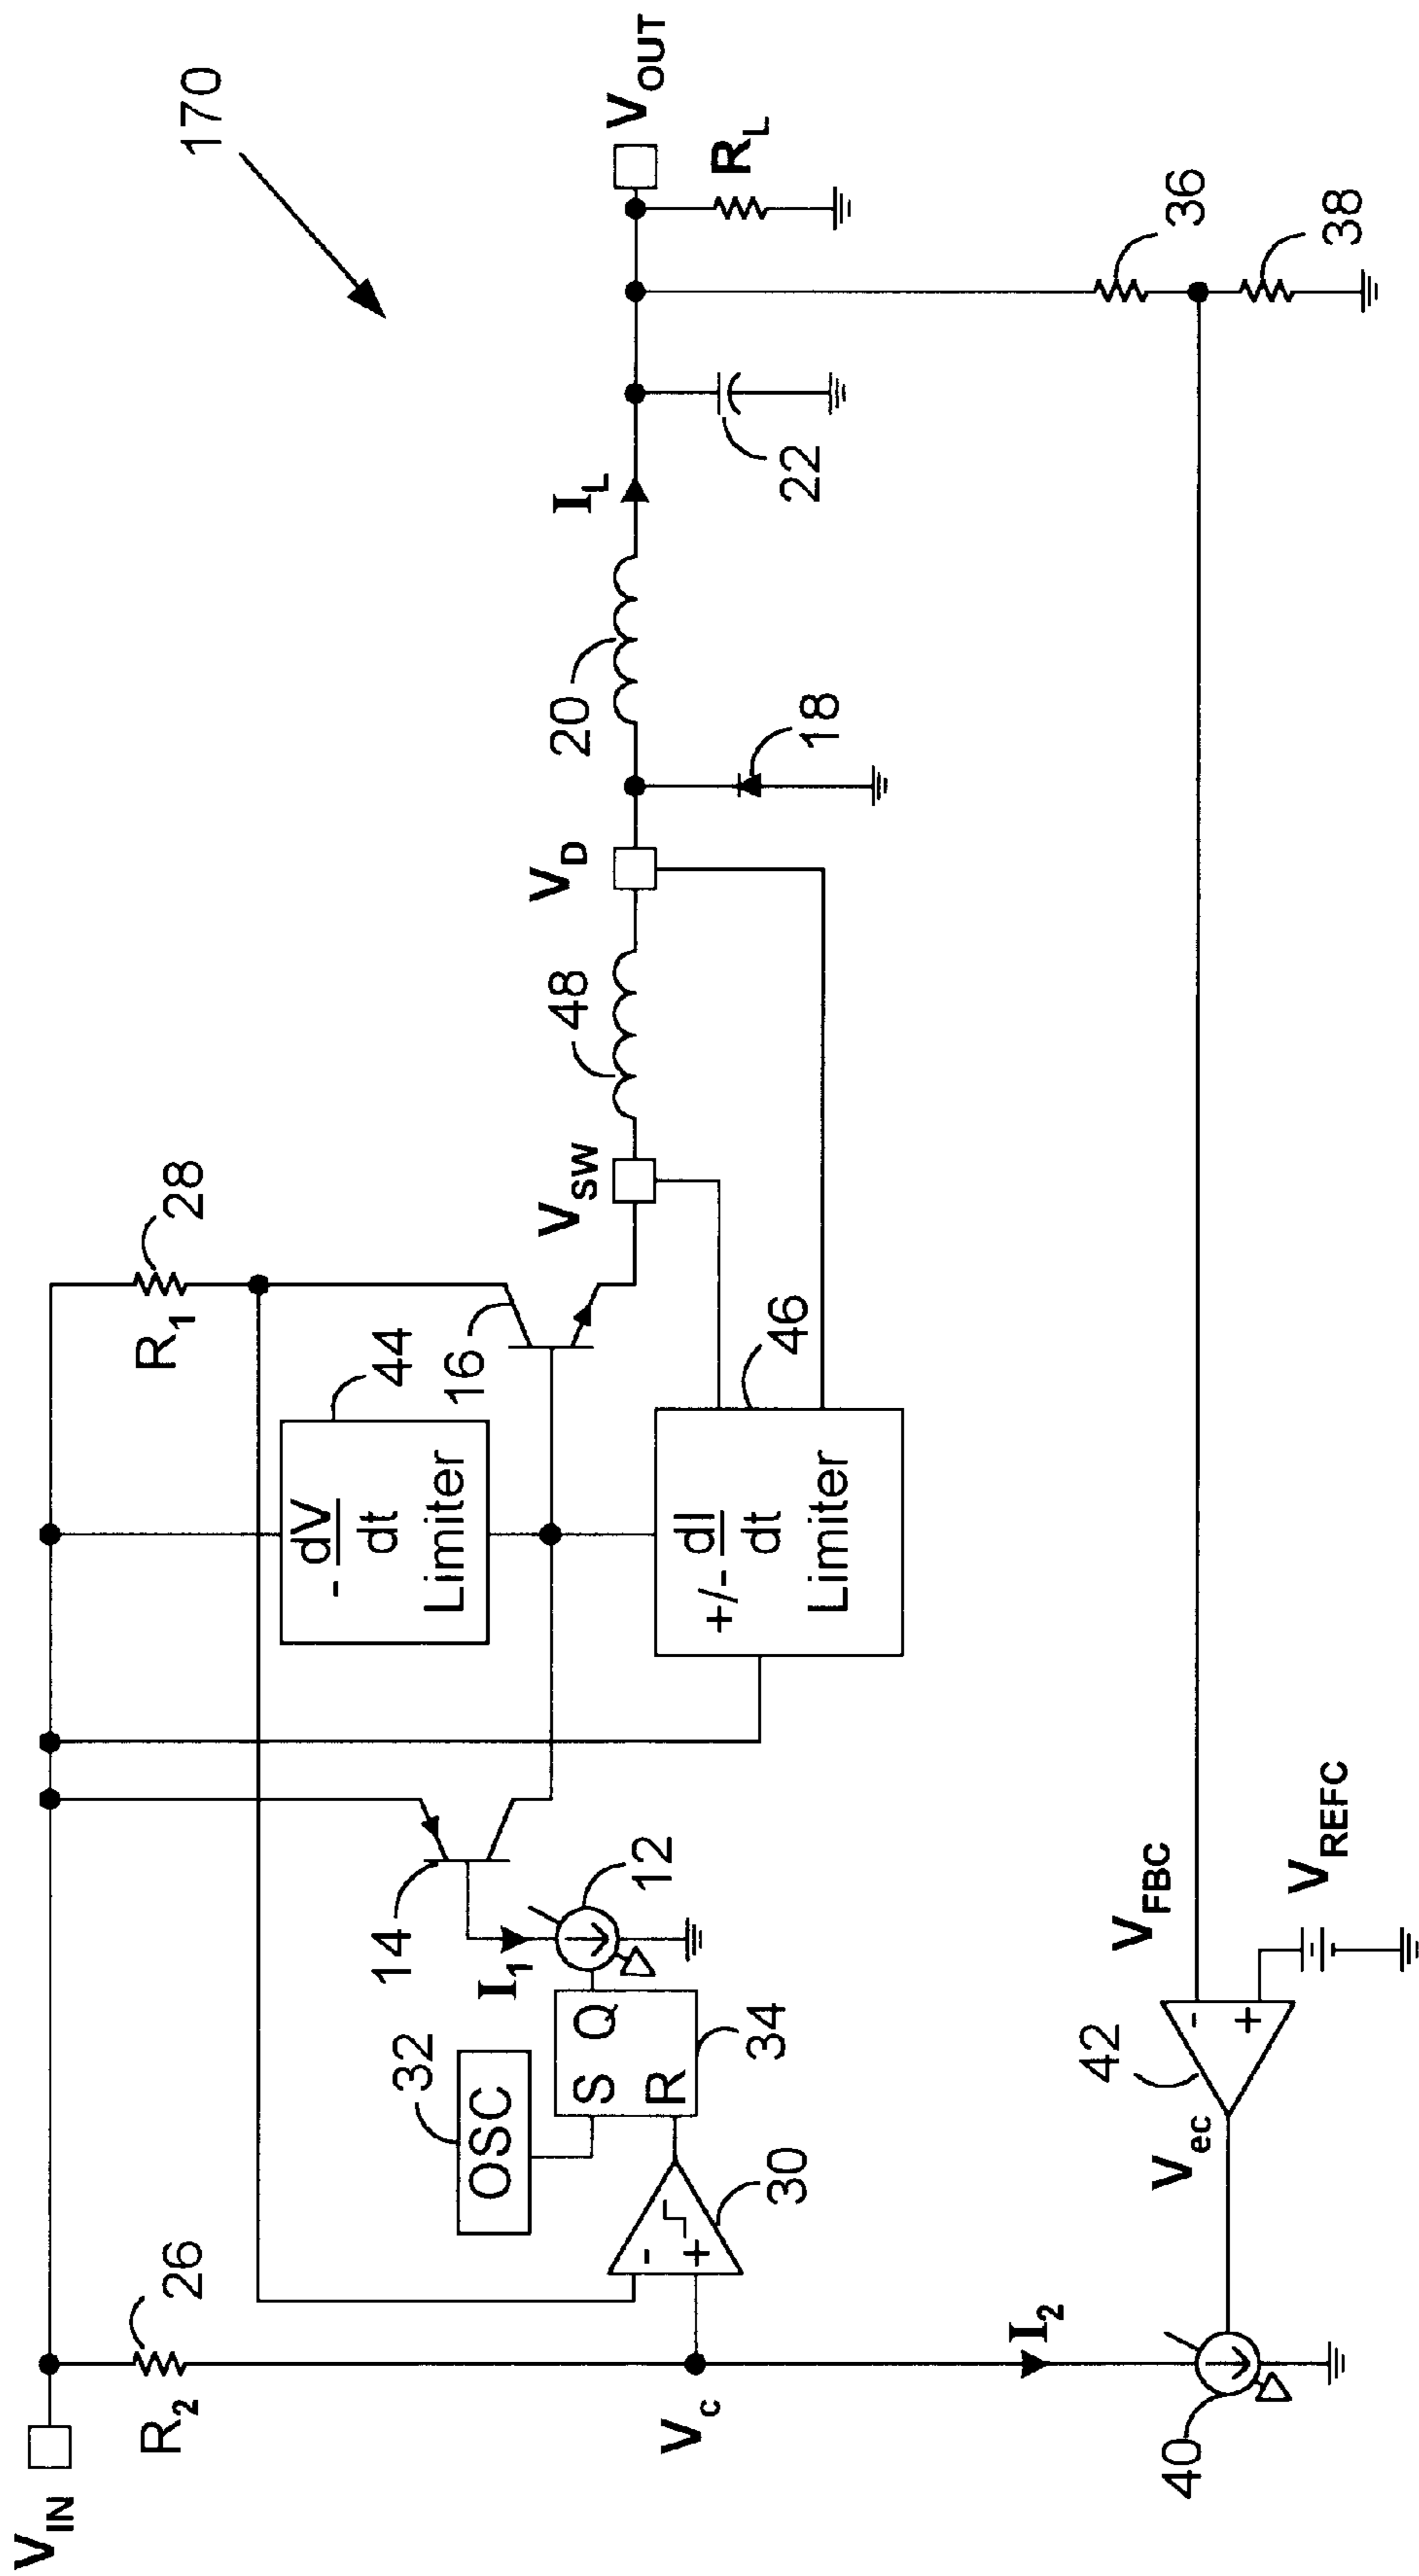 170
V_IN
R_2
26
R_1
28
- dV
dt
Limiter
44
16
14
32
OSC
S Q
R
34
I_1
12
30
- +
V_c
+/- dI
dt
Limiter
46
V_SW
48
V_D
20
18
I_L
22
V_OUT
R_L
36
38
I_2
40
V_ec
42
- +
V_FBC
V_REFC